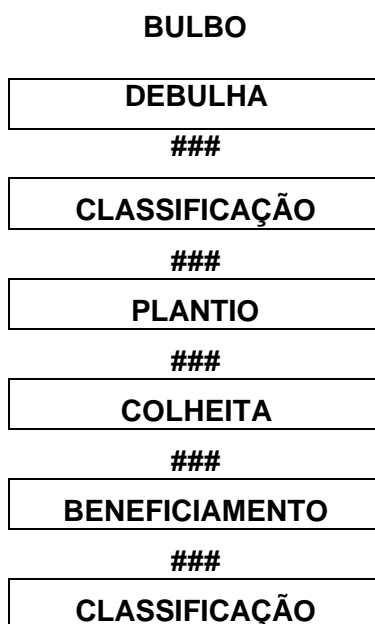 BULBO
DEBULHA
###
CLASSIFICAÇÃO
###
PLANTIO
###
COLHEITA
###
BENEFICIAMENTO
###
CLASSIFICAÇÃO